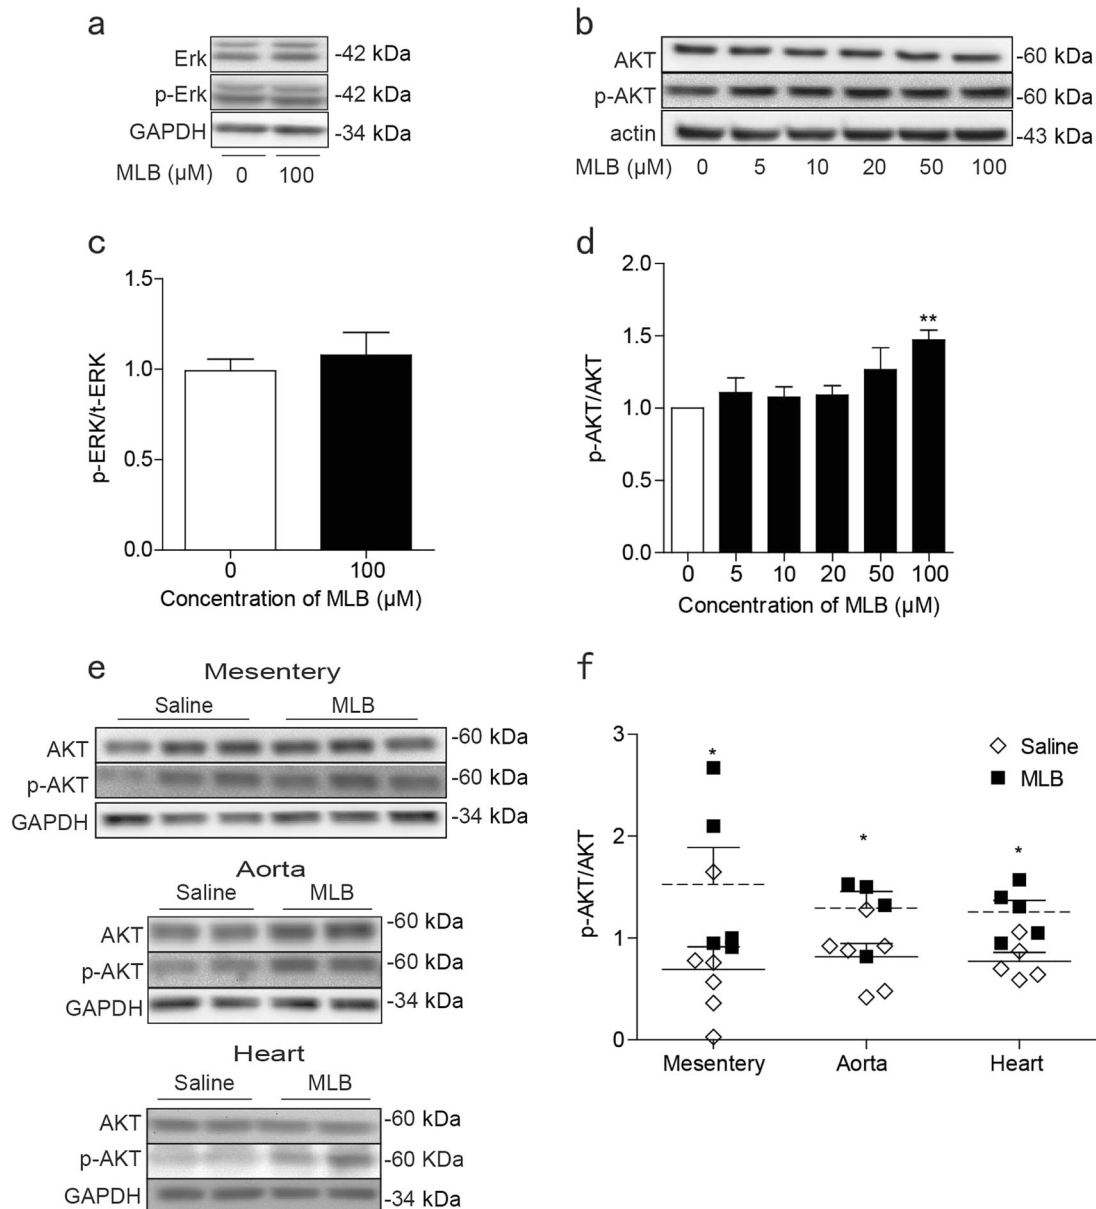 a
Erk
-42 kDa
p-Erk
-42 kDa
GAPDH
-34 kDa
MLB (µM)
0
100
b
AKT
-60 kDa
p-AKT
-60 kDa
actin
-43 kDa
MLB (µM)
0
5
10
20
50
100
c
p-ERK/t-ERK
1.5
1.0
0.5
0.0
0
100
Concentration of MLB (µM)
d
p-AKT/AKT
2.0
1.5
1.0
0.5
0.0
**
0
5
10
20
50
100
Concentration of MLB (µM)
e
Mesentery
Saline
MLB
AKT
-60 kDa
p-AKT
-60 kDa
GAPDH
-34 kDa
Aorta
Saline
MLB
AKT
-60 kDa
p-AKT
-60 kDa
GAPDH
-34 kDa
Heart
Saline
MLB
AKT
-60 kDa
p-AKT
-60 KDa
GAPDH
-34 kDa
f
p-AKT/AKT
3
2
1
0
*
*
*
Saline
MLB
Mesentery
Aorta
Heart